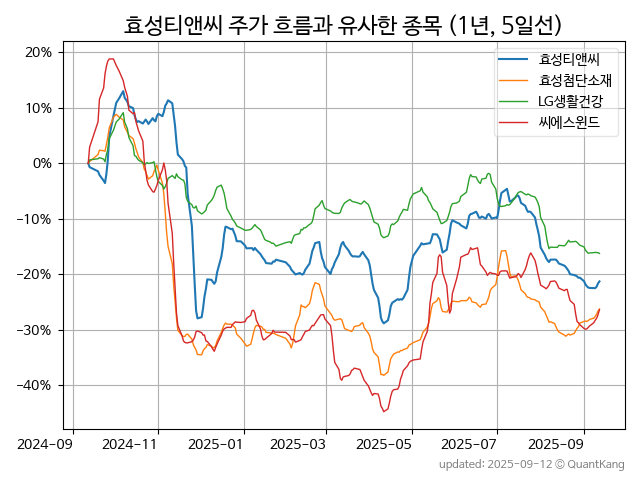 효성티앤씨 주가 흐름과 유사한 종목 (1년, 5일선)
효성티앤씨
효성첨단소재
LG생활건강
씨에스윈드
20%
10%
0%
−10%
−20%
−30%
−40%
2024-09 2024-11 2025-01 2025-03 2025-05 2025-07 2025-09
updated: 2025-09-12 © QuantKang